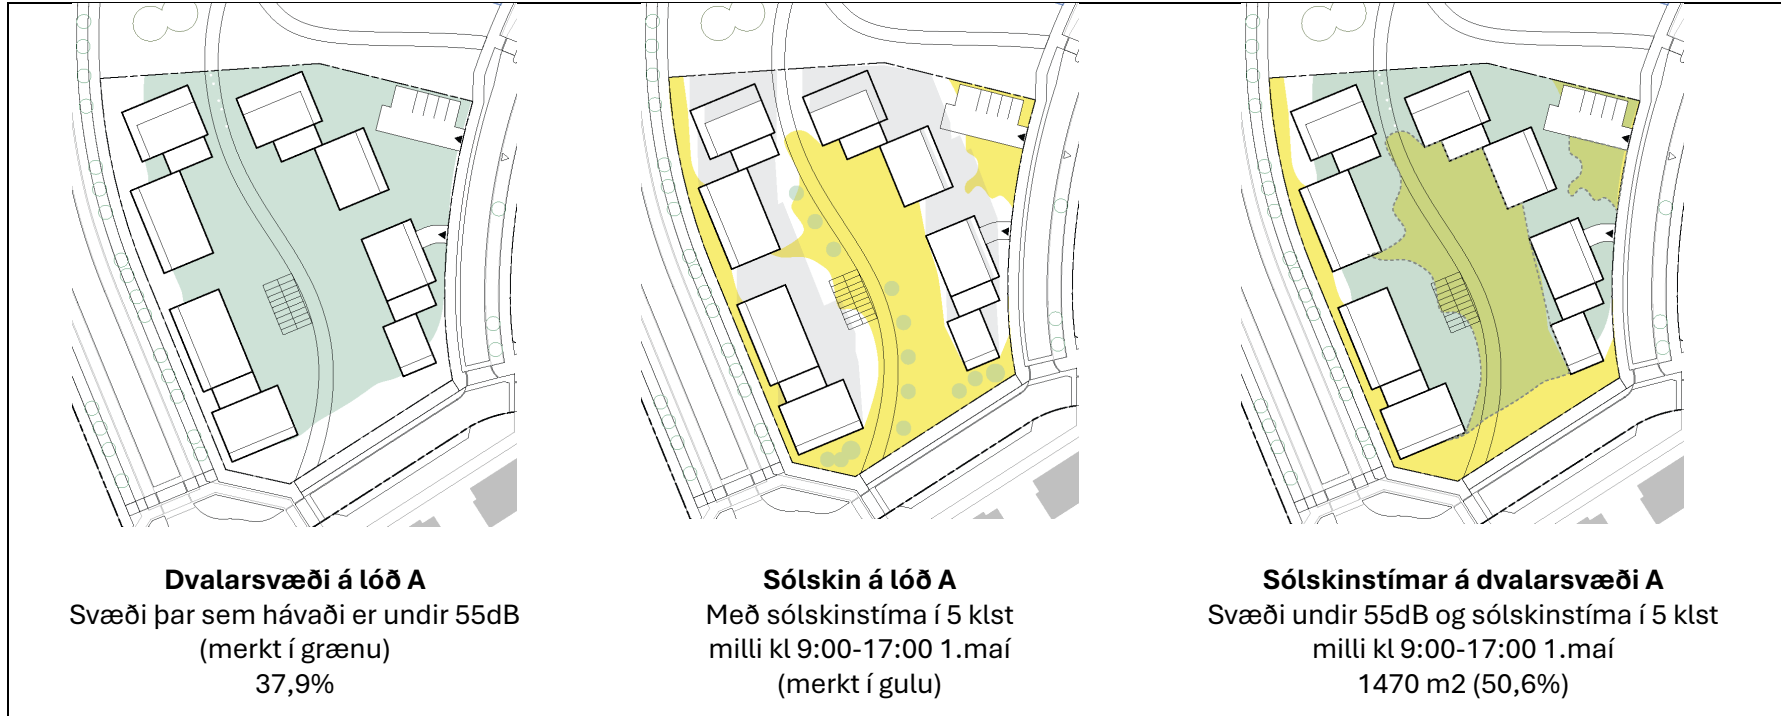 Dvalarsvæði á lóð A
Svæði þar sem hávaði er undir 55dB
(merkt í grænu)
37,9%
Sólskin á lóð A
Með sólskinstíma í 5 klst
milli kl 9:00-17:00 1.maí
(merkt í gulu)
Sólskinstímar á dvalarsvæði A
Svæði undir 55dB og sólskinstíma í 5 klst
milli kl 9:00-17:00 1.maí
1470 m2 (50,6%)